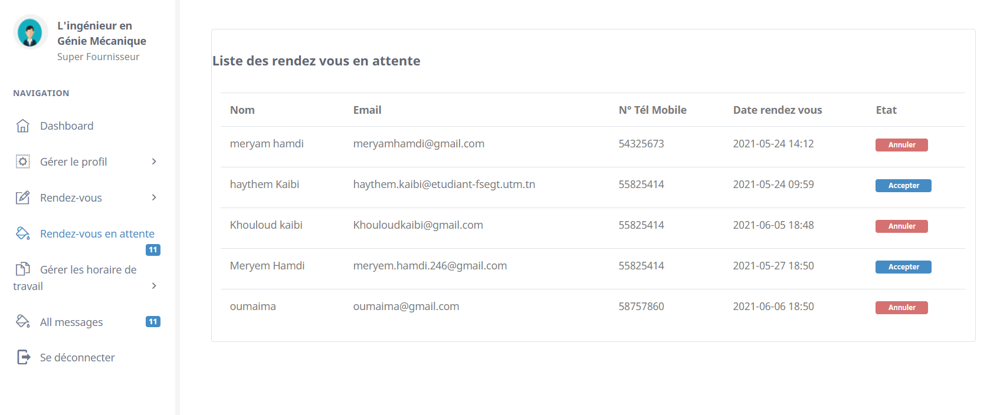 L'ingénieur en
Génie Mécanique
Super Fournisseur
NAVIGATION
Dashboard
Gérer le profil
Rendez-vous
Rendez-vous en attente
11
Gérer les horaire de
travail
All messages 11
Se déconnecter
Liste des rendez vous en attente
Nom Email N° Tél Mobile Date rendez vous Etat
meryam hamdi meryamhamdi@gmail.com 54325673 2021-05-24 14:12 Annuler
haythem Kaibi haythem.kaibi@etudiant-fsegt.utm.tn 55825414 2021-05-24 09:59 Accepter
Khouloud kaibi Khouloudkaibi@gmail.com 55825414 2021-06-05 18:48 Annuler
Meryem Hamdi meryem.hamdi.246@gmail.com 55825414 2021-05-27 18:50 Accepter
oumaima oumaima@gmail.com 58757860 2021-06-06 18:50 Annuler